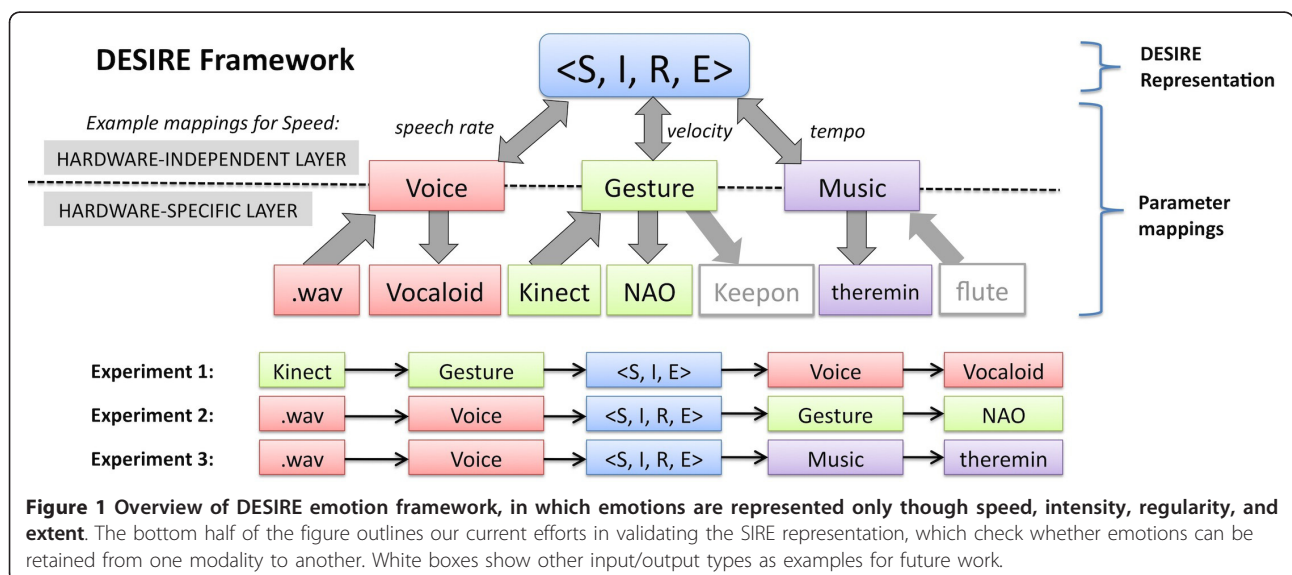 DESIRE Framework
<S, I, R, E>
DESIRE
Representation
Example mappings for Speed:
speech rate
velocity
tempo
HARDWARE-INDEPENDENT LAYER
Voice
Gesture
Music
HARDWARE-SPECIFIC LAYER
Parameter
mappings
.wav
Vocaloid
Kinect
NAO
Keepon
theremin
flute
Experiment 1: Kinect Gesture <S, I, E> Voice Vocaloid
Experiment 2: .wav Voice <S, I, R, E> Gesture NAO
Experiment 3: .wav Voice <S, I, R, E> Music theremin
Figure 1 Overview of DESIRE emotion framework, in which emotions are represented only though speed, intensity, regularity, and
extent. The bottom half of the figure outlines our current efforts in validating the SIRE representation, which check whether emotions can be
retained from one modality to another. White boxes show other input/output types as examples for future work.